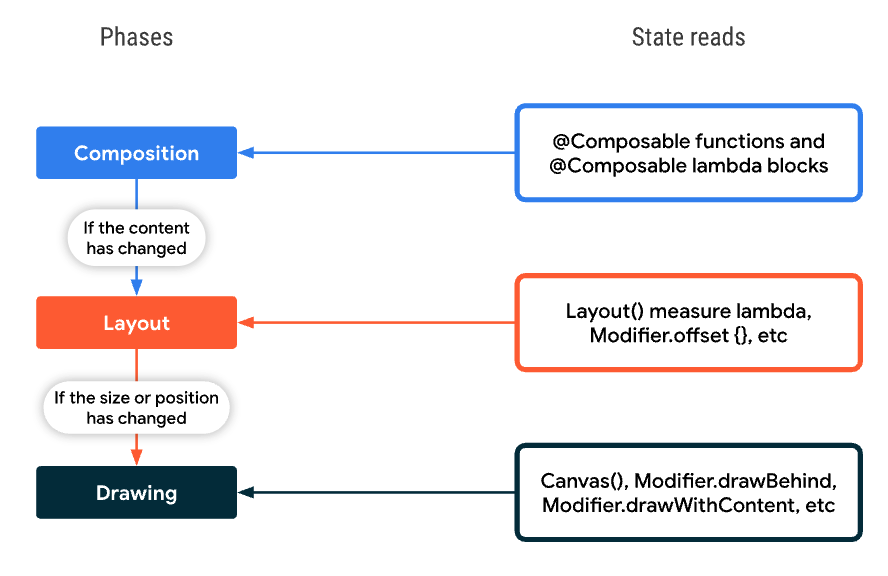 Phases
State reads
Composition
@Composable functions and
@Composable lambda blocks
If the content
has changed
Layout
Layout() measure lambda,
Modifier.offset {}, etc
If the size or position
has changed
Drawing
Canvas(), Modifier.drawBehind,
Modifier.drawWithContent, etc